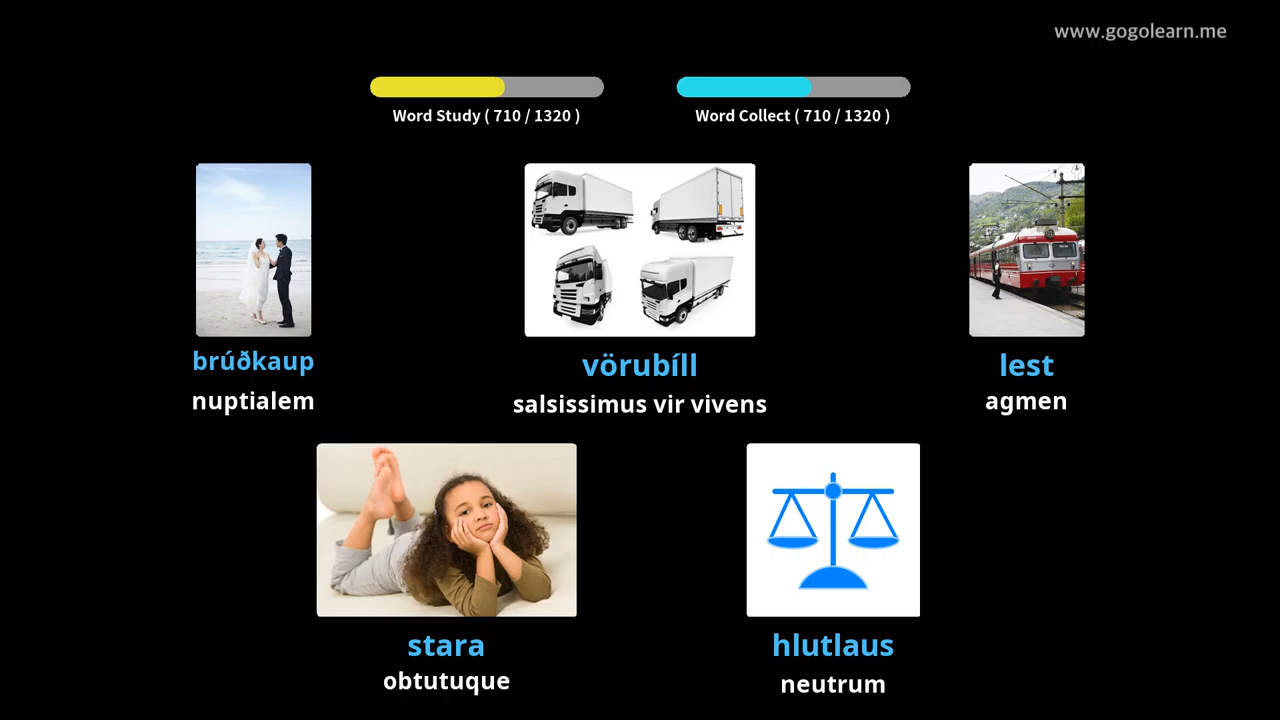 www.gogolearn.me
Word Study ( 710 / 1320 )
Word Collect ( 710 / 1320 )
brúðkaup
nuptialem
vörubíll
salsissimus vir vivens
lest
agmen
stara
obtutuque
hlutlaus
neutrum